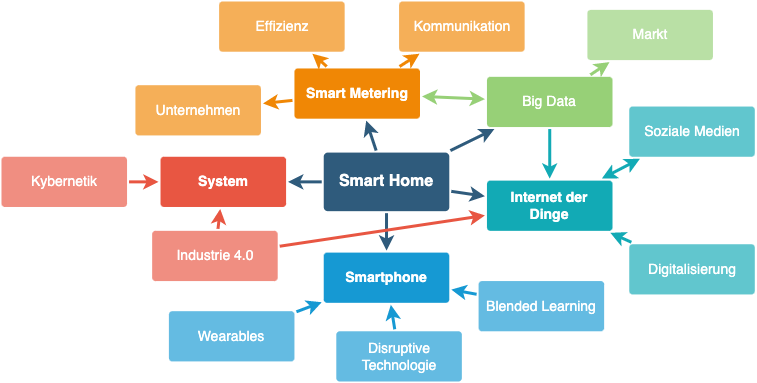 Effizienz
Kommunikation
Markt
Smart Metering
Big Data
Unternehmen
Soziale Medien
Kybernetik
System
Smart Home
Internet der
Dinge
Industrie 4.0
Smartphone
Digitalisierung
Blended Learning
Wearables
Disruptive
Technologie